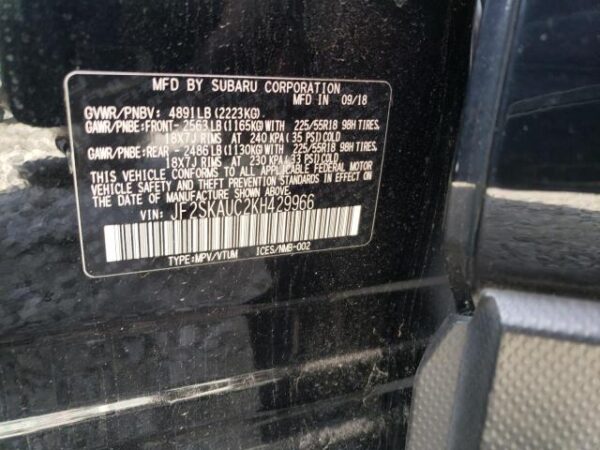 MFD BY SUBARU CORPORATION
MFD IN 09/18
GVWR/PNBV: 4891LB(2223KG)
GAWR/PNBE:FRONT- 2563LB(1165KG)WITH 225/55R18 98H TIRES,
18X7J RIMS AT 240 KPA(35 PSI)COLD
GAWR/PNBE:REAR - 2486LB(1130KG)WITH 225/55R18 98H TIRES,
18X7J RIMS AT 230 KPA(33 PSI)COLD
THIS VEHICLE CONFORMS TO ALL APPLICABLE FEDERAL MOTOR
VEHICLE SAFETY AND THEFT PREVENTION STANDARDS IN EFFECT ON
THE DATE OF MANUFACTURE SHOWN ABOVE.
VIN: JF2SKAUC2KH429966
TYPE:MPV/VTUM ICES/NMB-002